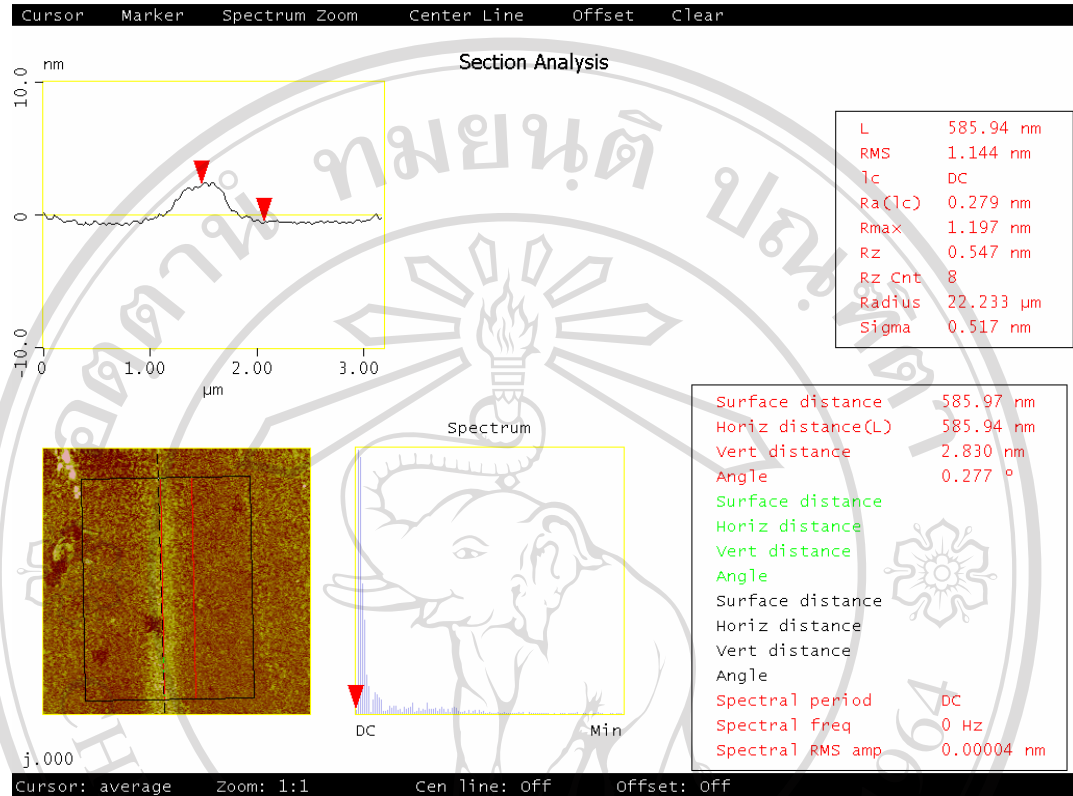 Cursor Marker Spectrum Zoom Center Line Offset Clear
Section Analysis
nm
10.0
0
-10.0
0 1.00 2.00 3.00
µm
L 585.94 nm
RMS 1.144 nm
lc DC
Ra(lc) 0.279 nm
Rmax 1.197 nm
Rz 0.547 nm
Rz Cnt 8
Radius 22.233 µm
Sigma 0.517 nm
Spectrum
DC Min
Surface distance 585.97 nm
Horiz distance(L) 585.94 nm
Vert distance 2.830 nm
Angle 0.277 °
Surface distance
Horiz distance
Vert distance
Angle
Surface distance
Horiz distance
Vert distance
Angle
Spectral period DC
Spectral freq 0 Hz
Spectral RMS amp 0.00004 nm
j.000
Cursor: average Zoom: 1:1 Cen line: Off Offset: Off
964